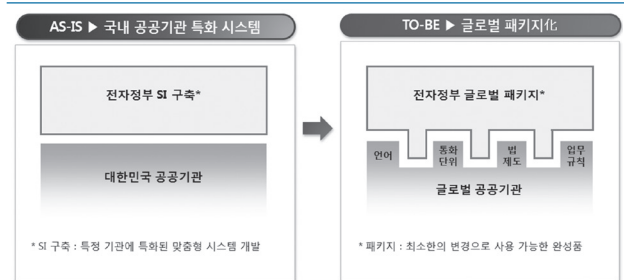 AS-IS ▶ 국내 공공기관 특화 시스템
전자정부 SI 구축*
대한민국 공공기관
* SI 구축 : 특정 기관에 특화된 맞춤형 시스템 개발
TO-BE ▶ 글로벌 패키지化
전자정부 글로벌 패키지*
언어
통화
단위
법
제도
업무
규칙
글로벌 공공기관
* 패키지 : 최소한의 변경으로 사용 가능한 완성품